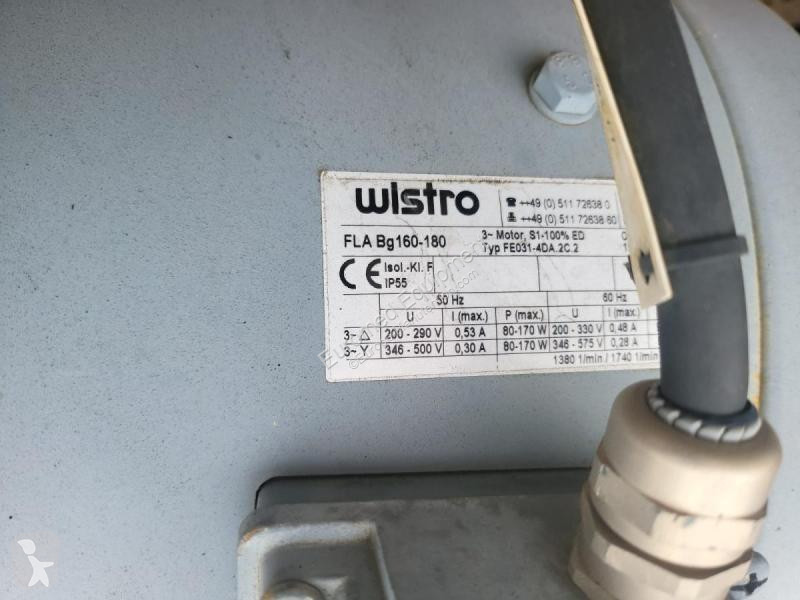 wistro
++49 (0) 511 72638 0
++49 (0) 511 72638 60
FLA Bg160-180
3~ Motor, S1-100% ED
Typ FE031-4DA.2C.2
CE Isol.-Kl. F
IP55
50 Hz 60 Hz
U I (max.) P (max.) U I (max.)
3~ Δ 200 - 290 V 0,53 A 80-170 W 200 - 330 V 0,48 A
3~ Y 346 - 500 V 0,30 A 80-170 W 346 - 575 V 0,28 A
1380 1/min / 1740 1/min